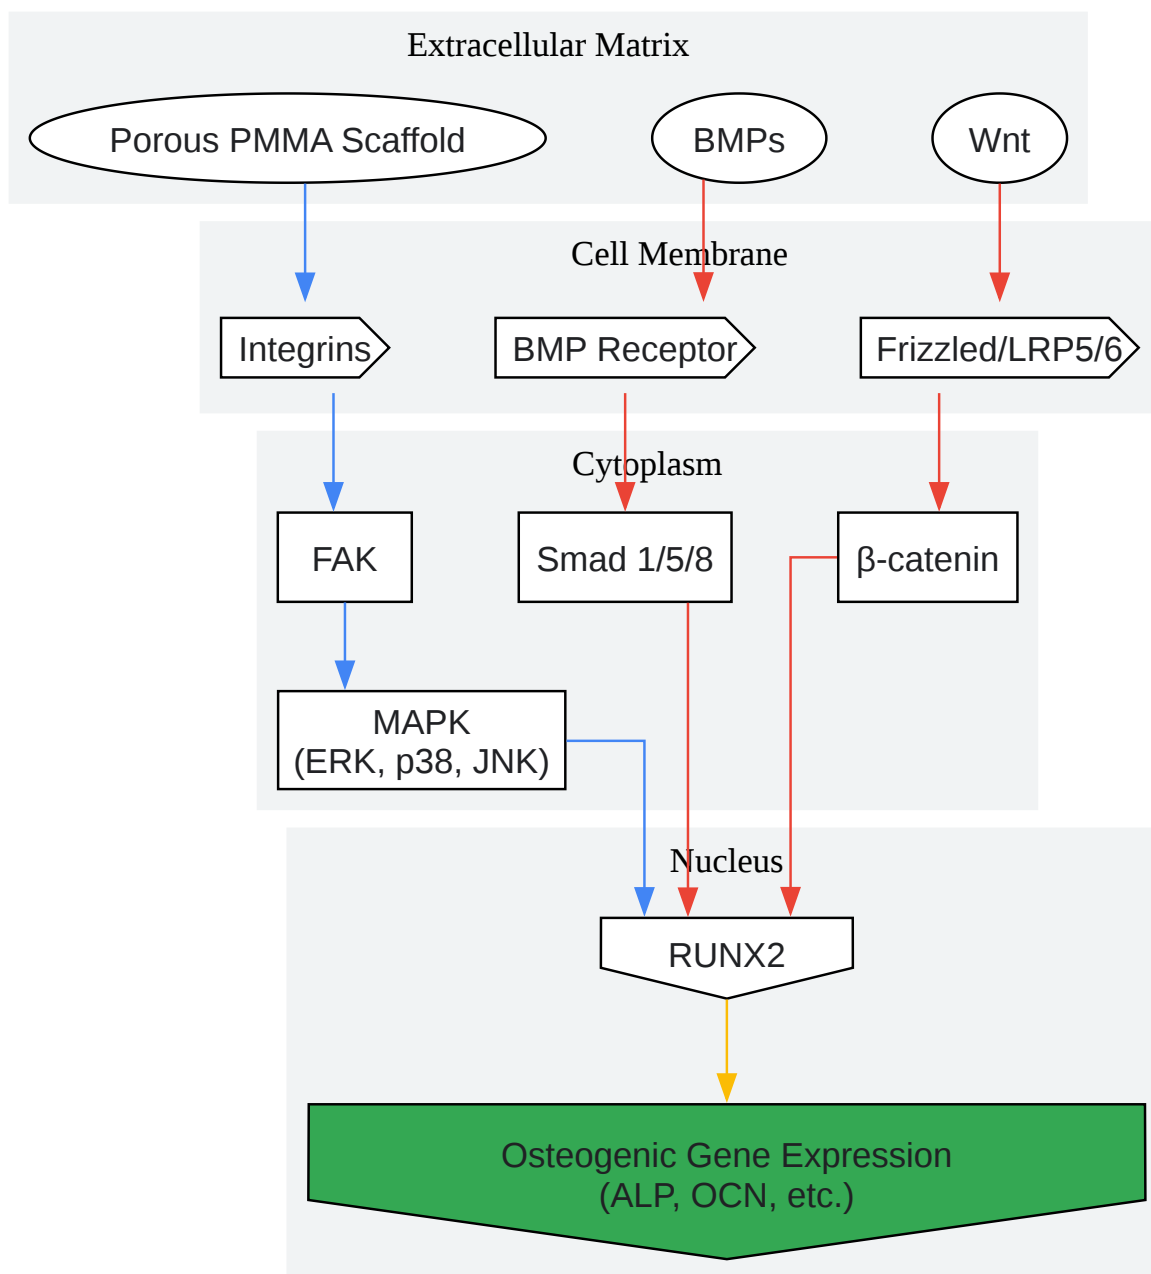 Extracellular Matrix
Porous PMMA Scaffold
BMPs
Wnt
Cell Membrane
Integrins
BMP Receptor
Frizzled/LRP5/6
Cytoplasm
FAK
Smad 1/5/8
β-catenin
MAPK
(ERK, p38, JNK)
Nucleus
RUNX2
Osteogenic Gene Expression
(ALP, OCN, etc.)